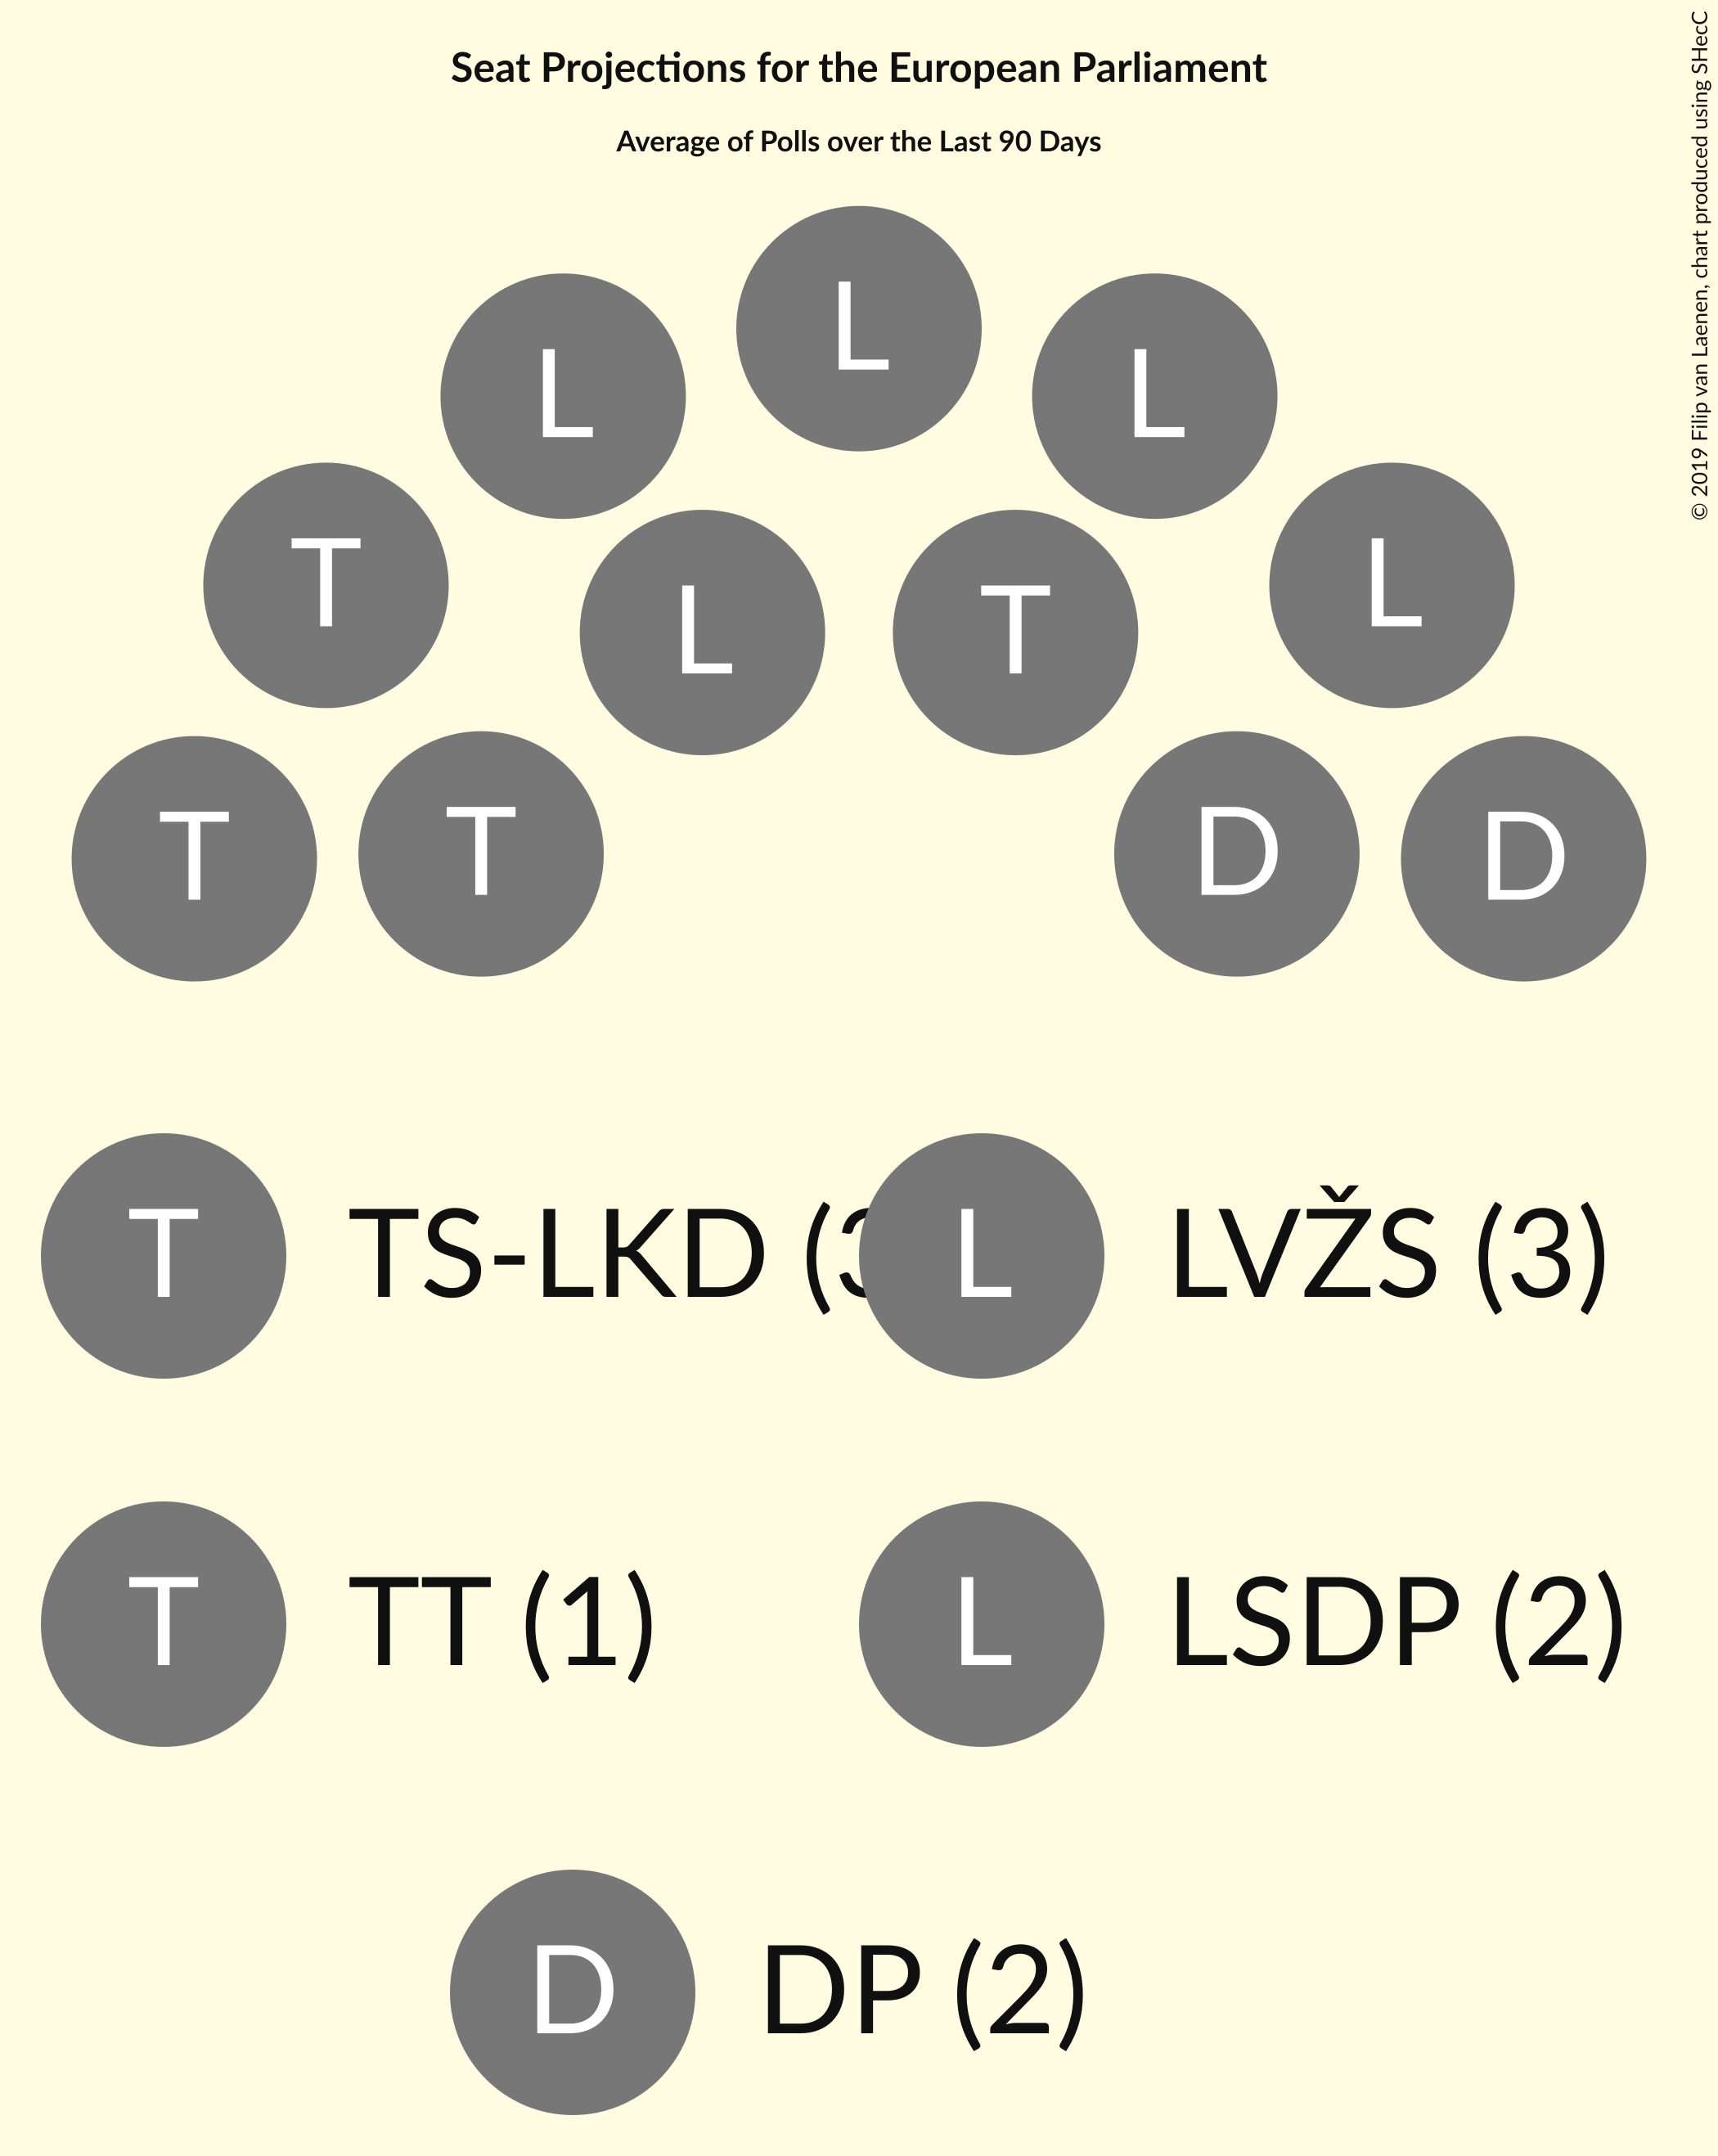 Seat Projections for the European Parliament
Average of Polls over the Last 90 Days
© 2019 Filip van Laenen, chart produced using SHecC
L
L L
T L
L T
T T D D
T TS-LKD ( L LVŽS (3)
T TT (1) L LSDP (2)
D DP (2)